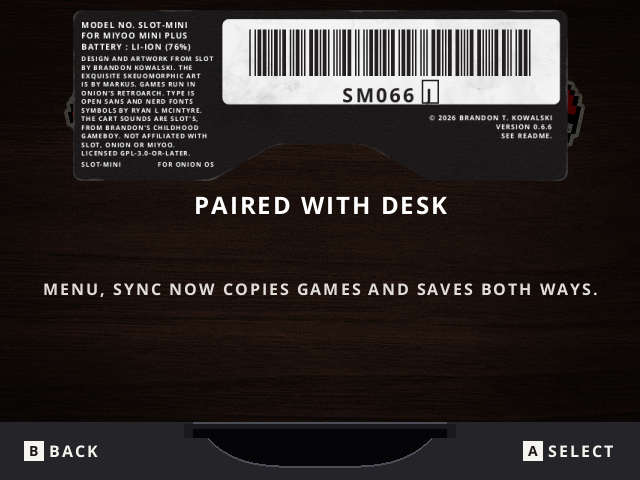 MODEL NO. SLOT-MINI
FOR MIYOO MINI PLUS
BATTERY : LI-ION (76%)
DESIGN AND ARTWORK FROM SLOT
BY BRANDON KOWALSKI. THE
EXQUISITE SKEUOMORPHIC ART
IS BY MARKUS. GAMES RUN IN
ONION'S RETROARCH. TYPE IS
OPEN SANS AND NERD FONTS
SYMBOLS BY RYAN L MCINTYRE.
THE CART SOUNDS ARE SLOT'S,
FROM BRANDON'S CHILDHOOD
GAMEBOY. NOT AFFILIATED WITH
SLOT, ONION OR MIYOO.
LICENSED GPL-3.0-OR-LATER.
SLOT-MINI FOR ONION OS
SM066 J
© 2026 BRANDON T. KOWALSKI
VERSION 0.6.6
SEE README.
PAIRED WITH DESK
MENU, SYNC NOW COPIES GAMES AND SAVES BOTH WAYS.
B BACK
A SELECT